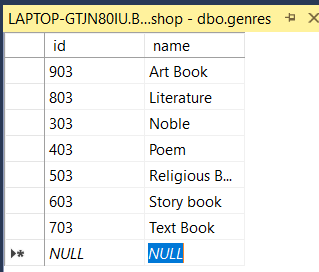 LAPTOP-GTJN80IU.B...shop - dbo.genres
id name
903 Art Book
803 Literature
303 Noble
403 Poem
503 Religious B...
603 Story book
703 Text Book
NULL NULL